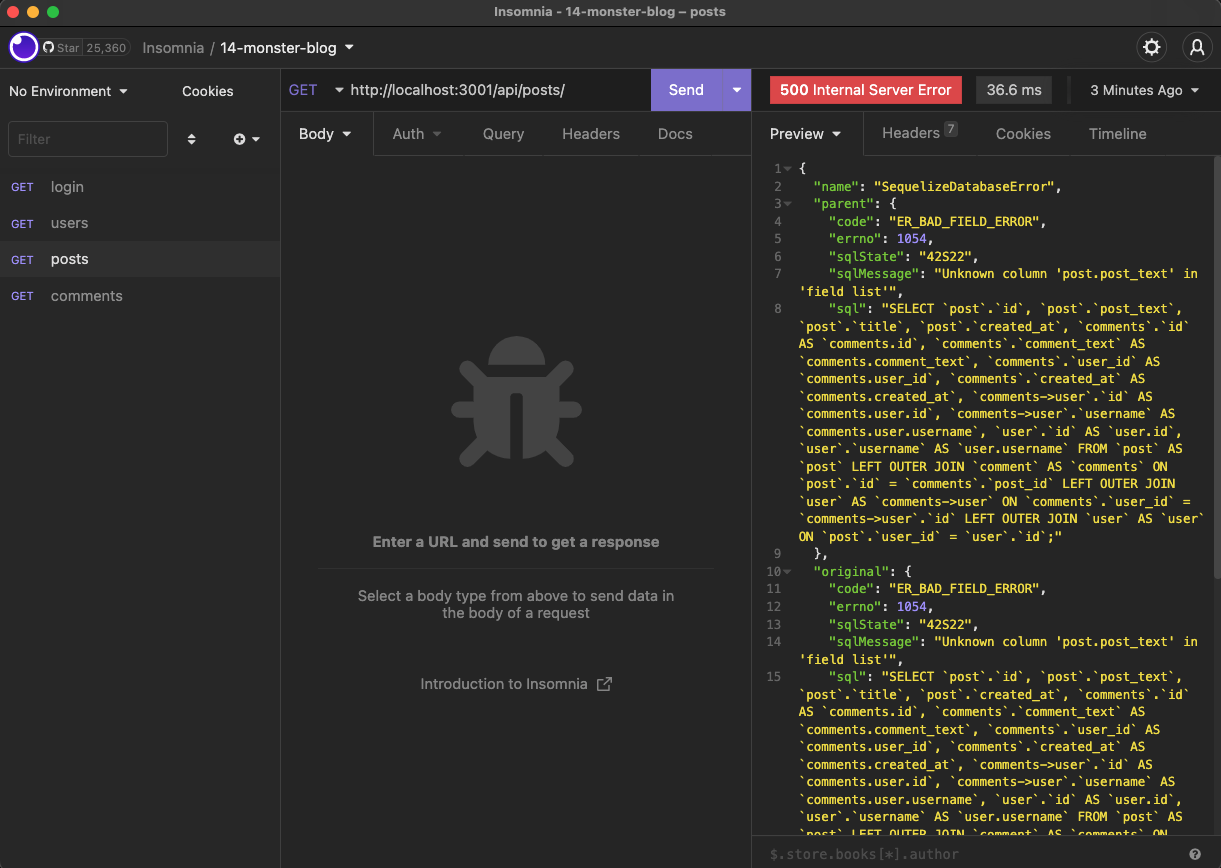 Insomnia - 14-monster-blog – posts
Star 25,360
Insomnia / 14-monster-blog
No Environment
Cookies
GET http://localhost:3001/api/posts/
Send
500 Internal Server Error
36.6 ms
3 Minutes Ago
Filter
Body
Auth
Query
Headers
Docs
Preview
Headers 7
Cookies
Timeline
GET login
GET users
GET posts
GET comments
Enter a URL and send to get a response
Select a body type from above to send data in
the body of a request
Introduction to Insomnia
1 {
2 "name": "SequelizeDatabaseError",
3 "parent": {
4 "code": "ER_BAD_FIELD_ERROR",
5 "errno": 1054,
6 "sqlState": "42S22",
7 "sqlMessage": "Unknown column 'post.post_text' in
'field list'",
8 "sql": "SELECT `post`.`id`, `post`.`post_text`,
`post`.`title`, `post`.`created_at`, `comments`.`id`
AS `comments.id`, `comments`.`comment_text` AS
`comments.comment_text`, `comments`.`user_id` AS
`comments.user_id`, `comments`.`created_at` AS
`comments.created_at`, `comments->user`.`id` AS
`comments.user.id`, `comments->user`.`username` AS
`comments.user.username`, `user`.`id` AS `user.id`,
`user`.`username` AS `user.username` FROM `post` AS
`post` LEFT OUTER JOIN `comment` AS `comments` ON
`post`.`id` = `comments`.`post_id` LEFT OUTER JOIN
`user` AS `comments->user` ON `comments`.`user_id` =
`comments->user`.`id` LEFT OUTER JOIN `user` AS `user`
ON `post`.`user_id` = `user`.`id`;"
9 },
10 "original": {
11 "code": "ER_BAD_FIELD_ERROR",
12 "errno": 1054,
13 "sqlState": "42S22",
14 "sqlMessage": "Unknown column 'post.post_text' in
'field list'",
15 "sql": "SELECT `post`.`id`, `post`.`post_text`,
`post`.`title`, `post`.`created_at`, `comments`.`id`
AS `comments.id`, `comments`.`comment_text` AS
`comments.comment_text`, `comments`.`user_id` AS
`comments.user_id`, `comments`.`created_at` AS
`comments.created_at`, `comments->user`.`id` AS
`comments.user.id`, `comments->user`.`username` AS
`comments.user.username`, `user`.`id` AS `user.id`,
`user`.`username` AS `user.username` FROM `post` AS
`post` LEFT OUTER JOIN `comment` AS `comments` ON
$.store.books[*].author